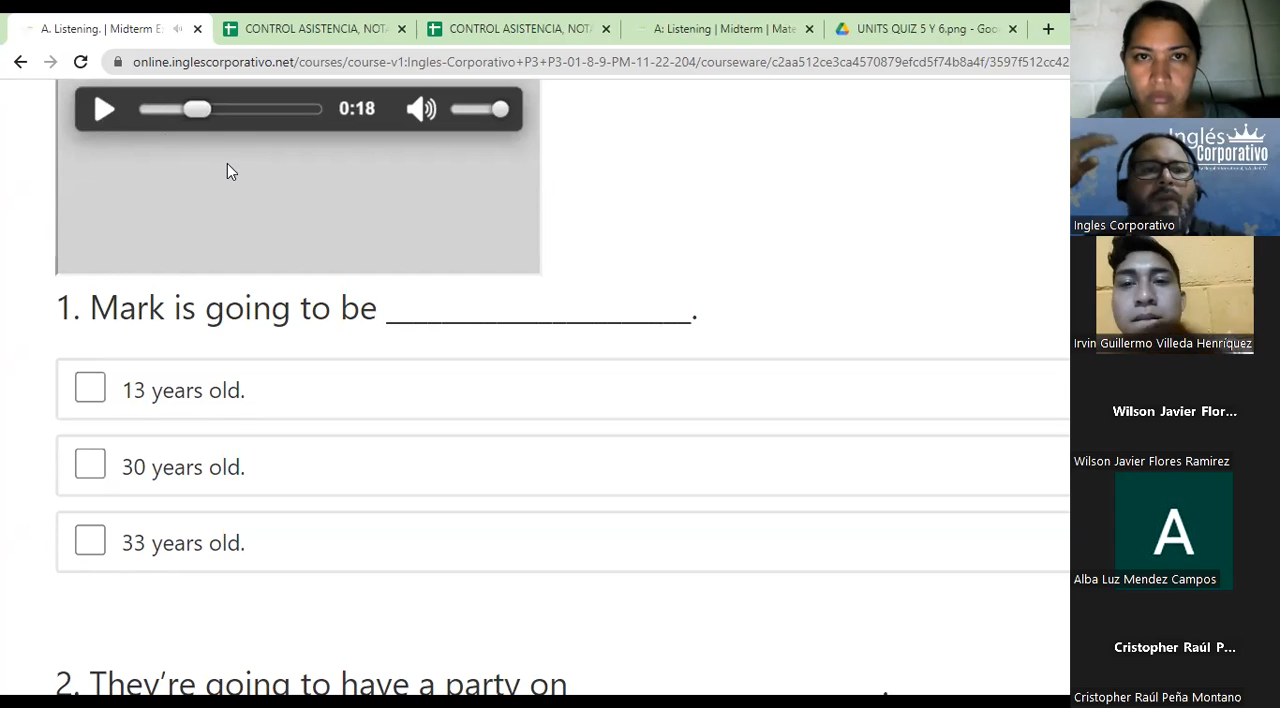 A. Listening. | Midterm E
CONTROL ASISTENCIA, NOTA
CONTROL ASISTENCIA, NOTA
A: Listening | Midterm | Mate
UNITS QUIZ 5 Y 6.png - Goo
online.inglescorporativo.net/courses/course-v1:Ingles-Corporativo+P3+P3-01-8-9-PM-11-22-204/courseware/c2aa512ce3ca4570879efcd5f74b8a4f/3597f512cc42
0:18
1. Mark is going to be ___________________.
13 years old.
30 years old.
33 years old.
2. They're going to have a party on ____________________.
Inglés
Corporativo
Ingles Corporativo
Irvin Guillermo Villeda Henriquez
Wilson Javier Flor...
Wilson Javier Flores Ramirez
A
Alba Luz Mendez Campos
Cristopher Raúl P...
Cristopher Raúl Peña Montano